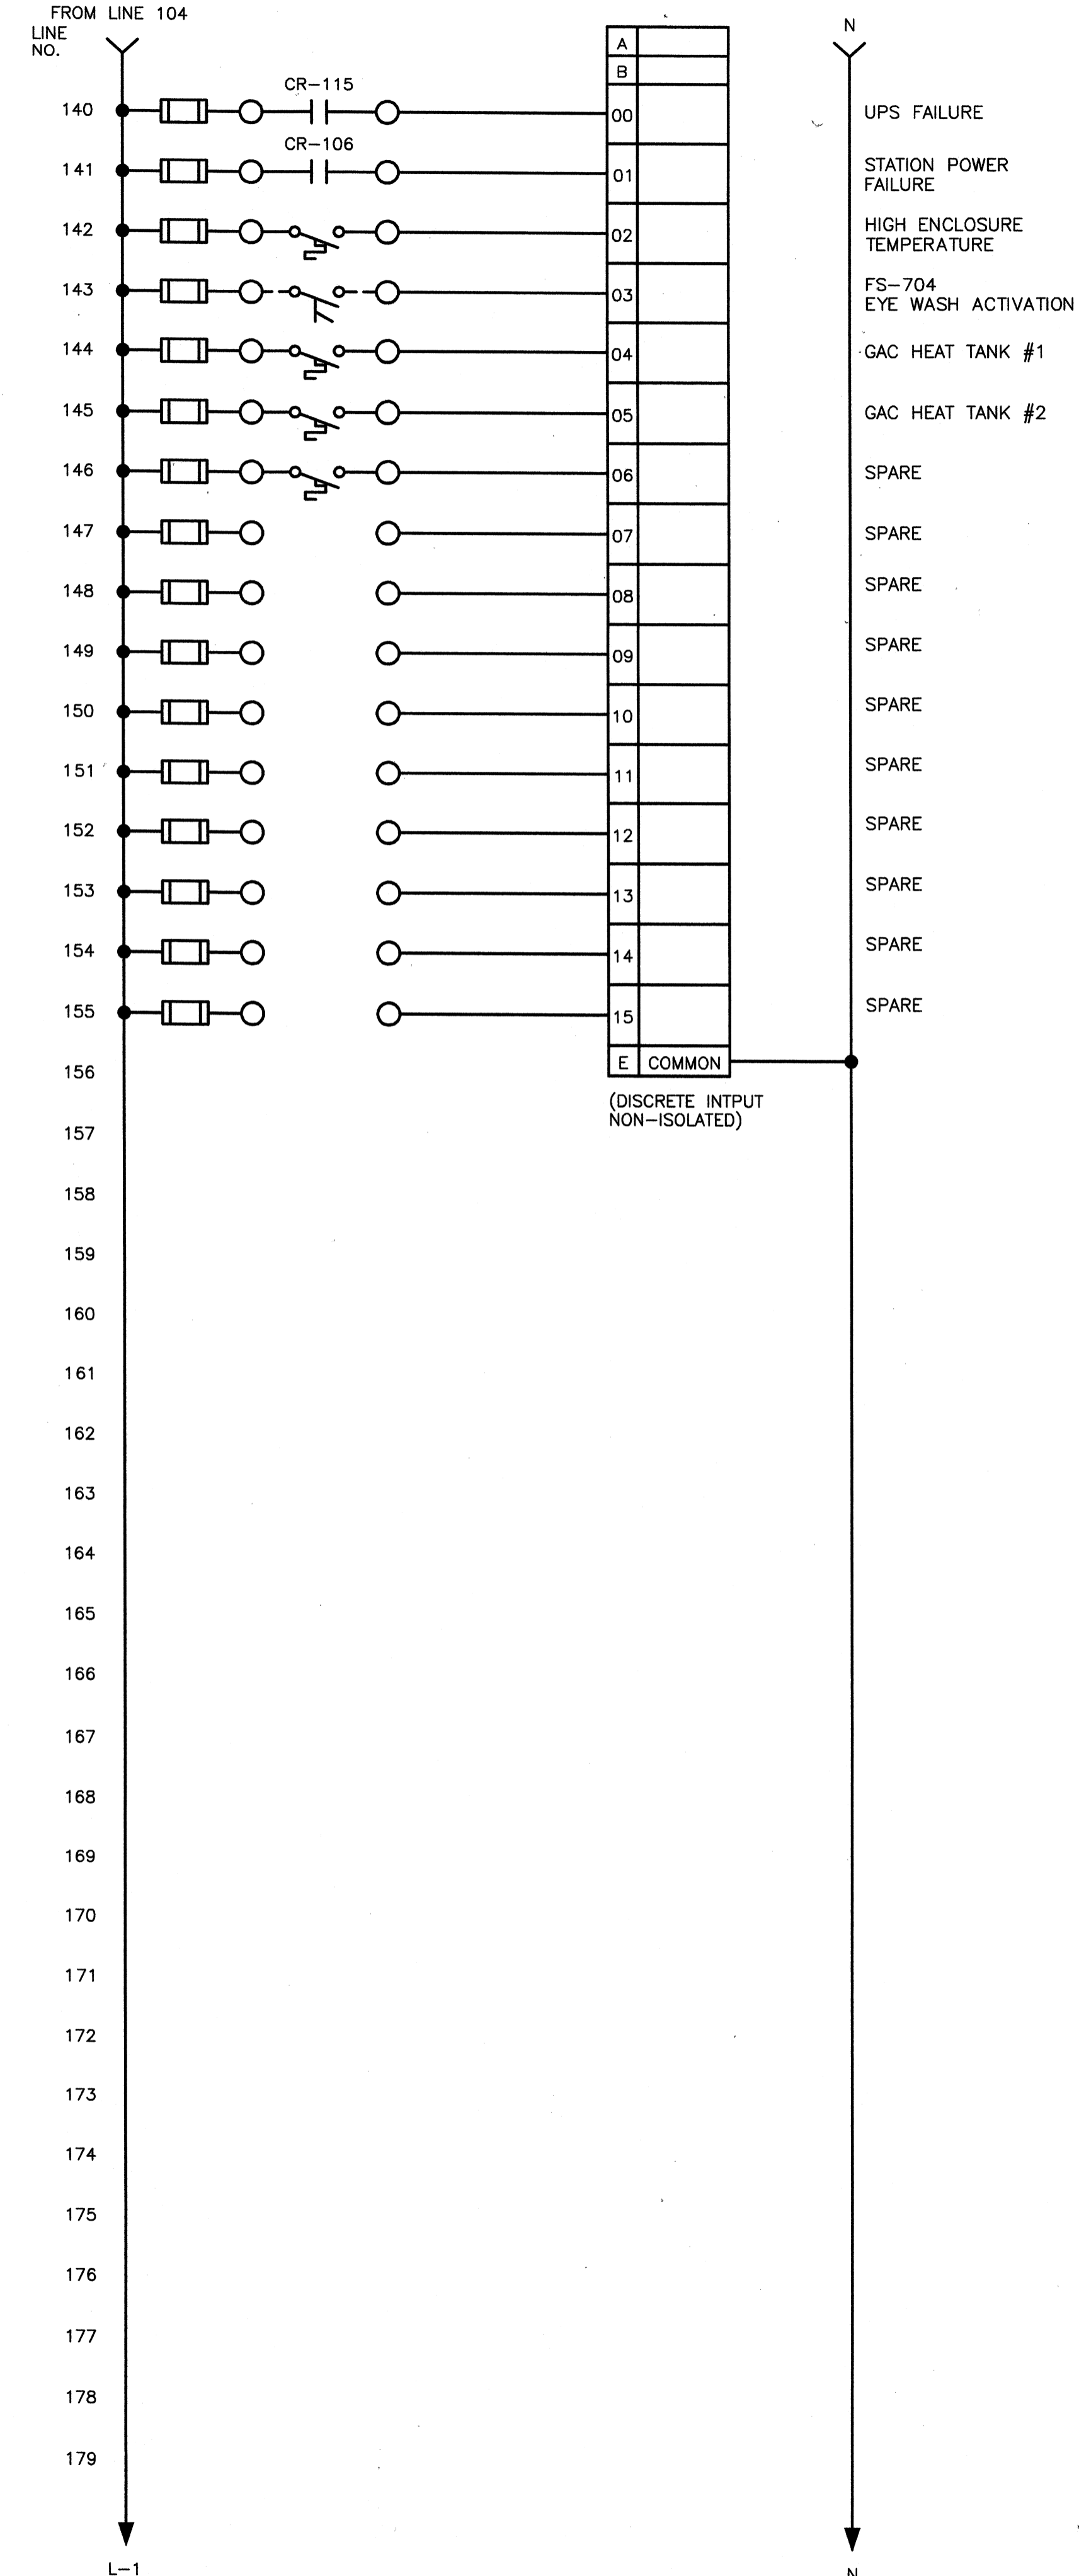 FROM LINE 104
LINE
NO.
N
A
B
140
CR-115
00
UPS FAILURE
141
CR-106
01
STATION POWER
FAILURE
142
02
HIGH ENCLOSURE
TEMPERATURE
143
03
FS-704
EYE WASH ACTIVATION
144
04
GAC HEAT TANK #1
145
05
GAC HEAT TANK #2
146
06
SPARE
147
07
SPARE
148
08
SPARE
149
09
SPARE
150
10
SPARE
151
11
SPARE
152
12
SPARE
153
13
SPARE
154
14
SPARE
155
15
SPARE
E COMMON
156
(DISCRETE INTPUT
NON-ISOLATED)
157
158
159
160
161
162
163
164
165
166
167
168
169
170
171
172
173
174
175
176
177
178
179
L-1
N